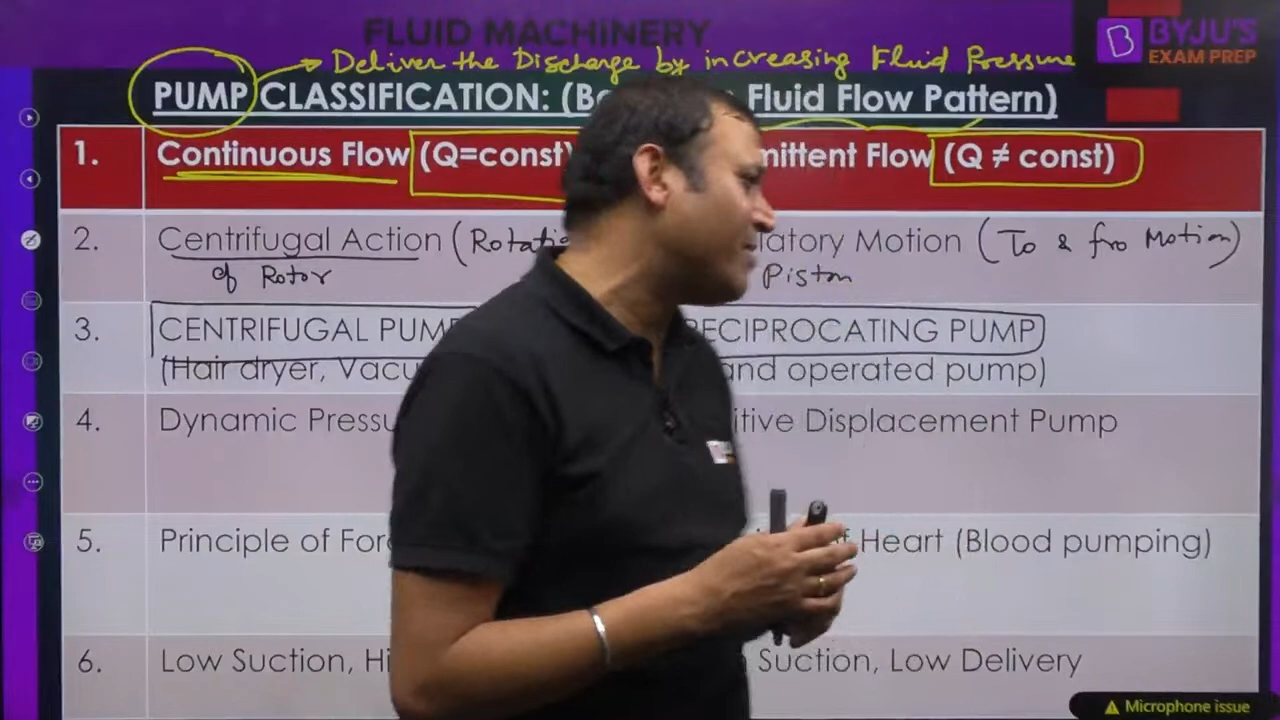 FLUID MACHINERY
BYJU'S
EXAM PREP
Deliver the Discharge by increasing Fluid Pressure
PUMP CLASSIFICATION: (B Fluid Flow Pattern)
1. Continuous Flow (Q=const) mittent Flow (Q ≠ const)
2. Centrifugal Action (Rotati latory Motion (To & fro Motion)
of Rotor Piston
3. CENTRIFUGAL PUM RECIPROCATING PUMP
(Hair dryer, Vacu and operated pump)
4. Dynamic Pressu itive Displacement Pump
5. Principle of For of Heart (Blood pumping)
6. Low Suction, Hi Suction, Low Delivery
Microphone issue